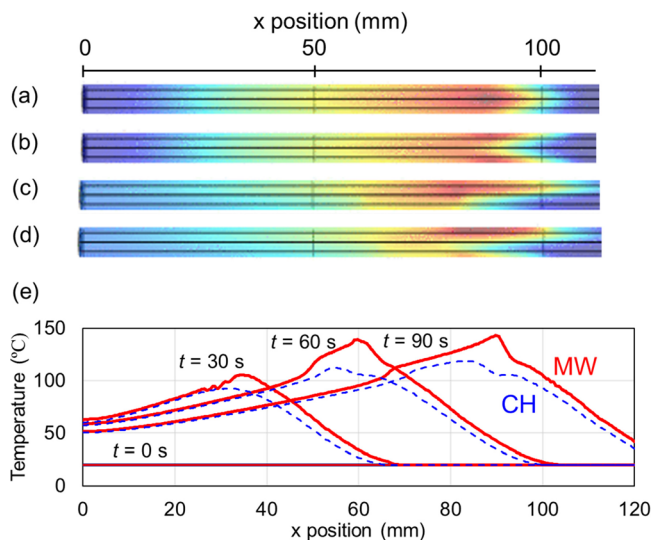 x position (mm)
0 50 100
(a)
(b)
(c)
(d)
(e)
150
100
50
0
Temperature (ºC)
t = 0 s
t = 30 s
t = 60 s
t = 90 s
MW
CH
0 20 40 60 80 100 120
x position (mm)